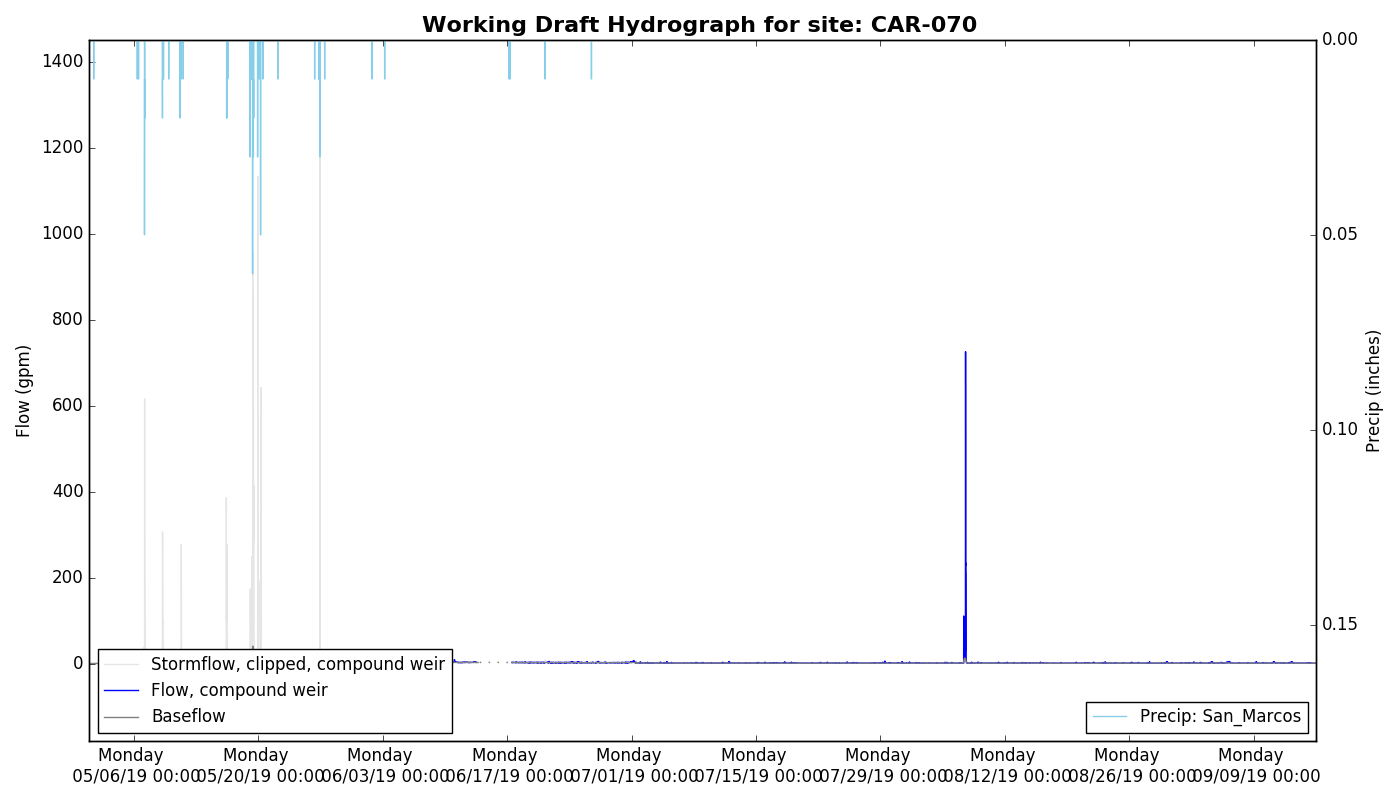 Working Draft Hydrograph for site: CAR-070
1400
1200
1000
800
600
400
200
0
Flow (gpm)
0.00
0.05
0.10
0.15
Precip (inches)
Stormflow, clipped, compound weir
Flow, compound weir
Baseflow
Precip: San_Marcos
Monday
05/06/19 00:00
Monday
05/20/19 00:00
Monday
06/03/19 00:00
Monday
06/17/19 00:00
Monday
07/01/19 00:00
Monday
07/15/19 00:00
Monday
07/29/19 00:00
Monday
08/12/19 00:00
Monday
08/26/19 00:00
Monday
09/09/19 00:00